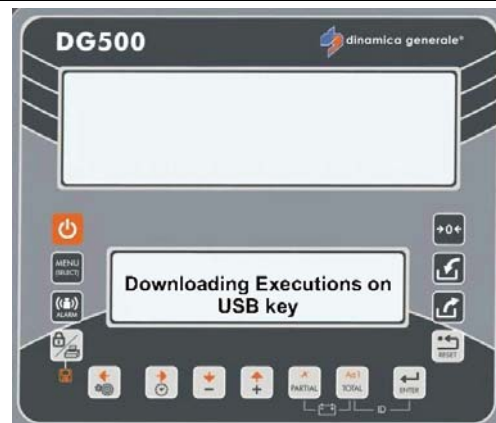 DG500
dinamica generale®
→0←
MENU
(SELECT)
Downloading Executions on
USB key
ALARM
RESET
PARTIAL
TOTAL
ENTER
ID